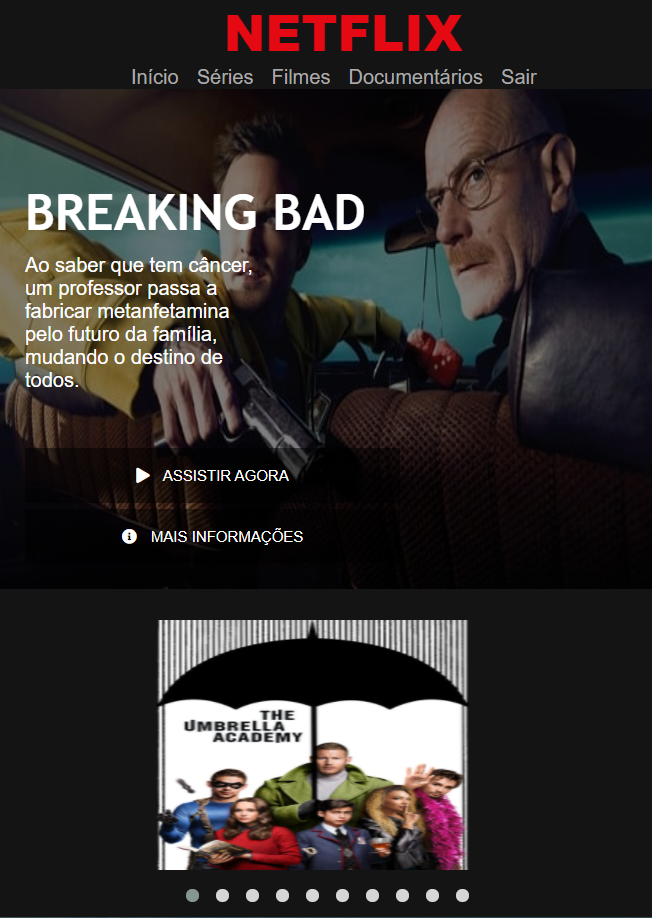 NETFLIX
Início Séries Filmes Documentários Sair
BREAKING BAD
Ao saber que tem câncer,
um professor passa a
fabricar metanfetamina
pelo futuro da família,
mudando o destino de
todos.
ASSISTIR AGORA
MAIS INFORMAÇÕES
THE
UMBRELLA
ACADEMY